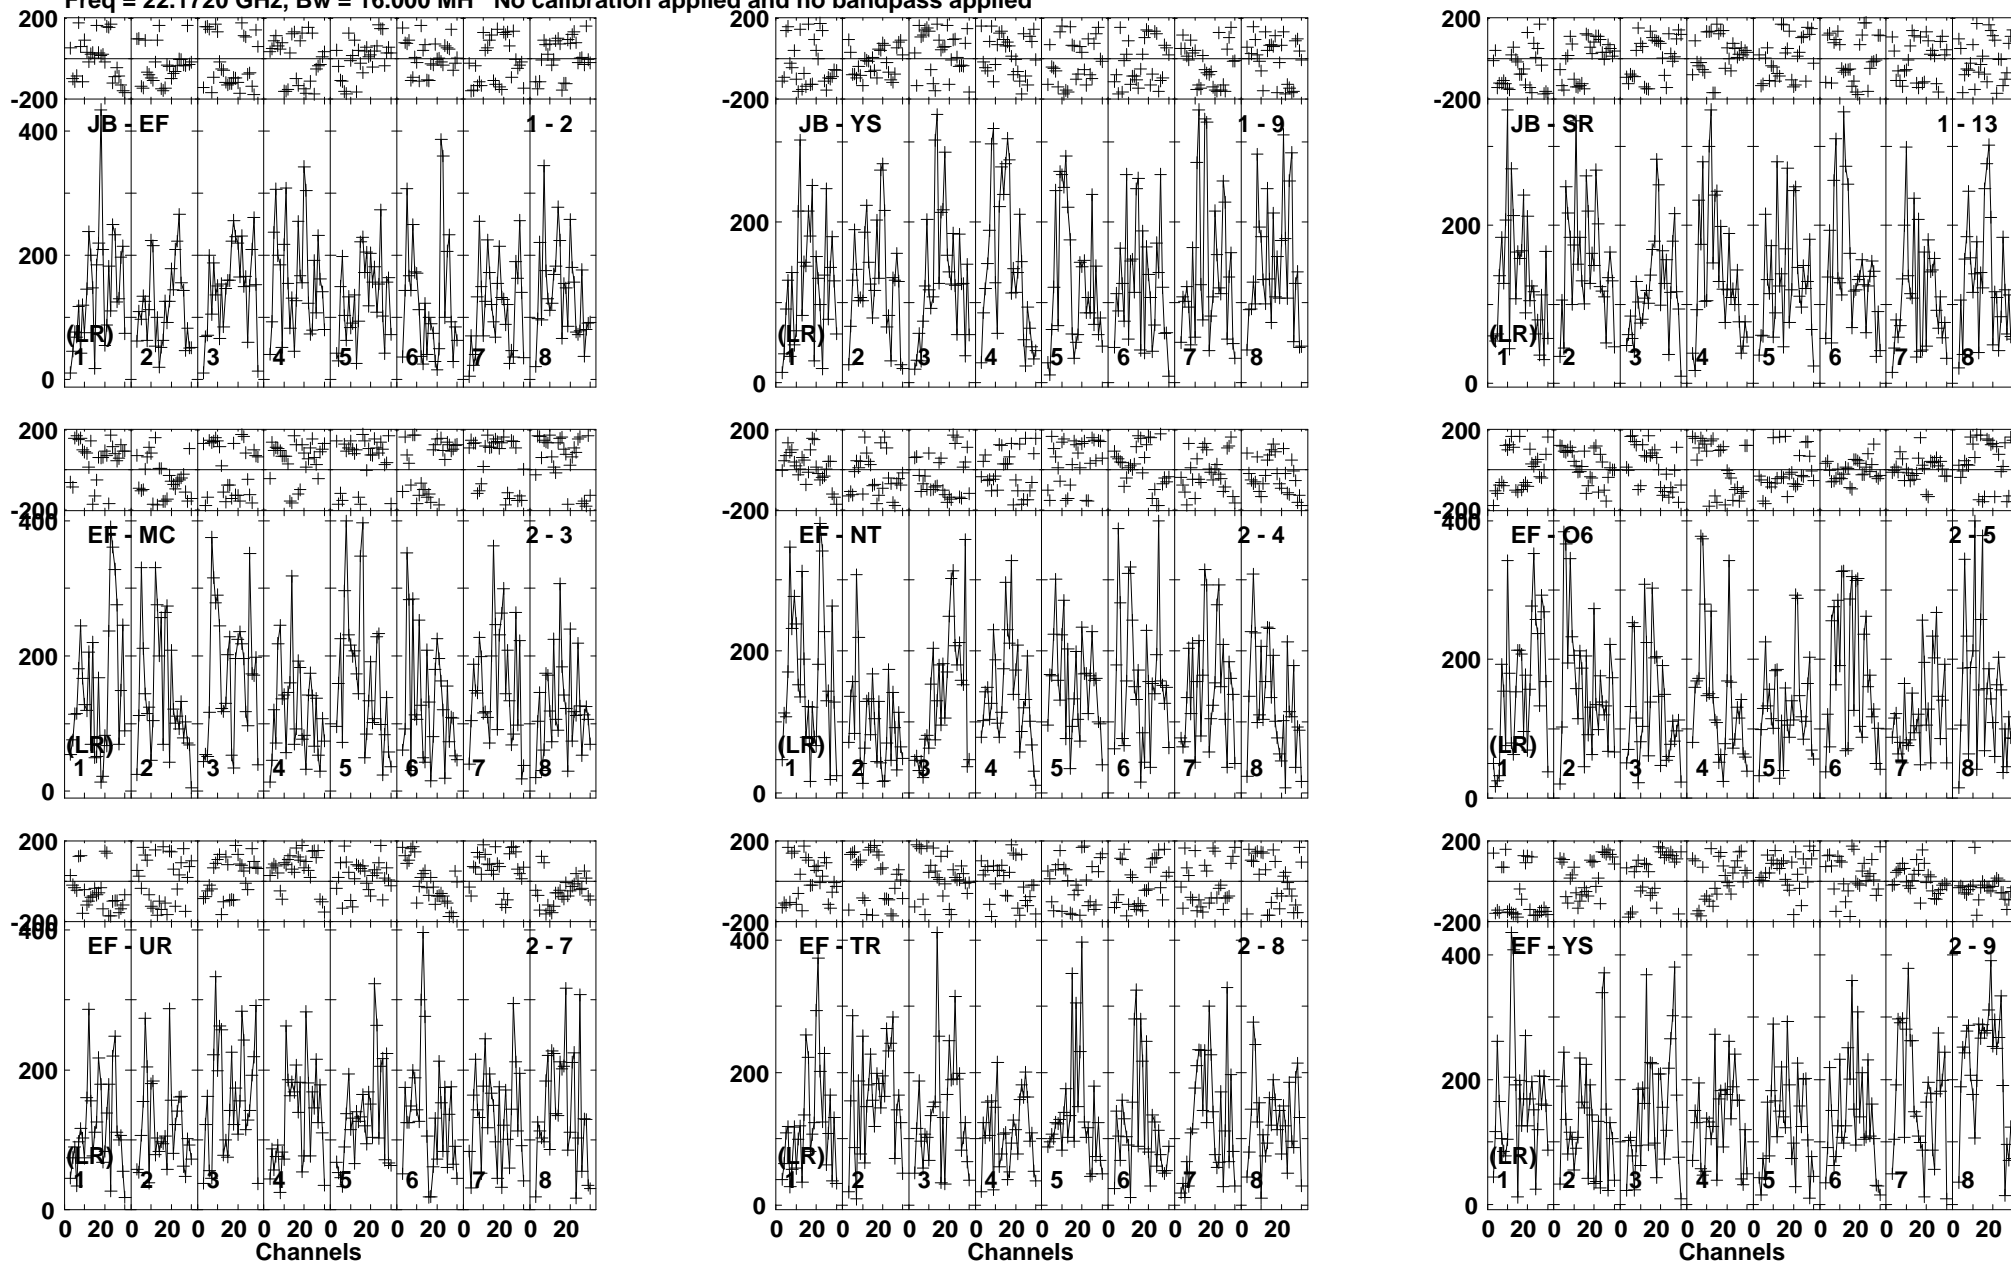 Freq = 22.1720 GHz, Bw = 16.000 MH No calibration applied and no bandpass applied
200 200 200
-200 -200 -200
JB - EF 1 - 2 JB - YS 1 - 9 JB - SR 1 - 13
400
200 200 200
(LR) (LR) (LR)
1 2 3 4 5 6 7 8 1 2 3 4 5 6 7 8 1 2 3 4 5 6 7 8
0 0 0
200 200 200
-200 -200 -200
400 400
EF - MC 2 - 3 EF - NT 2 - 4 EF - O6 2 - 5
200 200 200
(LR) (LR) (LR)
1 2 3 4 5 6 7 8 1 2 3 4 5 6 7 8 1 2 3 4 5 6 7 8
0 0 0
200 200 200
-200 -200 -200
400 400 400
EF - UR 2 - 7 EF - TR 2 - 8 EF - YS 2 - 9
200 200 200
(LR) (LR) (LR)
1 2 3 4 5 6 7 8 1 2 3 4 5 6 7 8 1 2 3 4 5 6 7 8
0 0 0
0 20 0 20 0 20 0 20 0 20 0 20 0 20 0 20 0 20 0 20 0 20 0 20 0 20 0 20 0 20 0 20 0 20 0 20 0 20 0 20 0 20 0 20 0 20 0 20
Channels Channels Channels